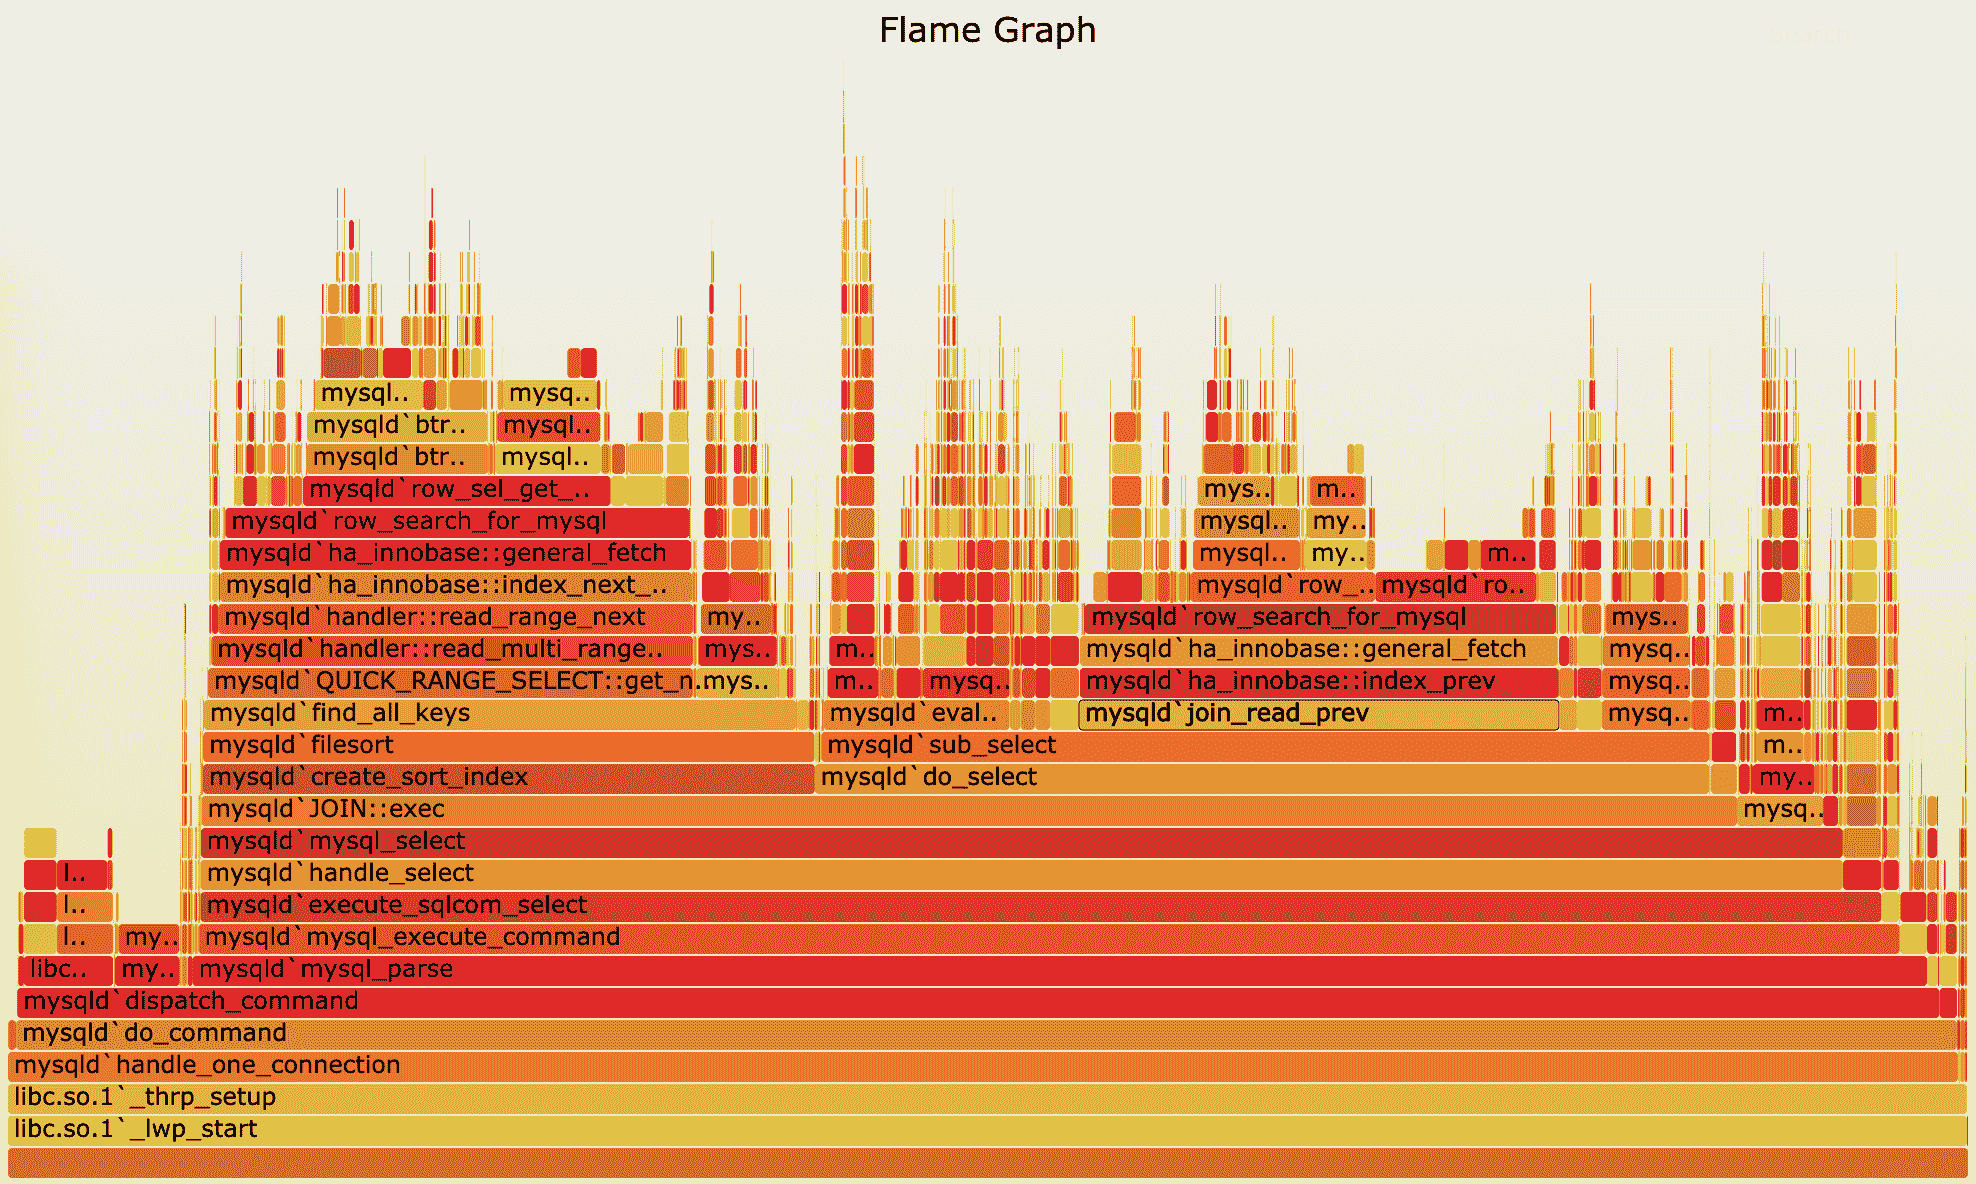 Flame Graph
mysql.. mysq..
mysqld`btr.. mysql..
mysqld`btr.. mysql..
mysqld`row_sel_get_.. mys.. m..
mysqld`row_search_for_mysql mysql.. my..
mysqld`ha_innobase::general_fetch mysql.. my.. m..
mysqld`ha_innobase::index_next_.. mysqld`row_.. mysqld`ro..
mysqld`handler::read_range_next my.. mysqld`row_search_for_mysql mys..
mysqld`handler::read_multi_range.. mys.. m.. mysqld`ha_innobase::general_fetch mysq..
mysqld`QUICK_RANGE_SELECT::get_n.. mys.. m.. mysq.. mysqld`ha_innobase::index_prev mysq..
mysqld`find_all_keys mysqld`eval.. mysqld`join_read_prev mysq.. m..
mysqld`filesort mysqld`sub_select m..
mysqld`create_sort_index mysqld`do_select my..
mysqld`JOIN::exec mysq..
mysqld`mysql_select
l.. mysqld`handle_select
l.. mysqld`execute_sqlcom_select
l.. my.. mysqld`mysql_execute_command
libc.. my.. mysqld`mysql_parse
mysqld`dispatch_command
mysqld`do_command
mysqld`handle_one_connection
libc.so.1`_thrp_setup
libc.so.1`_lwp_start